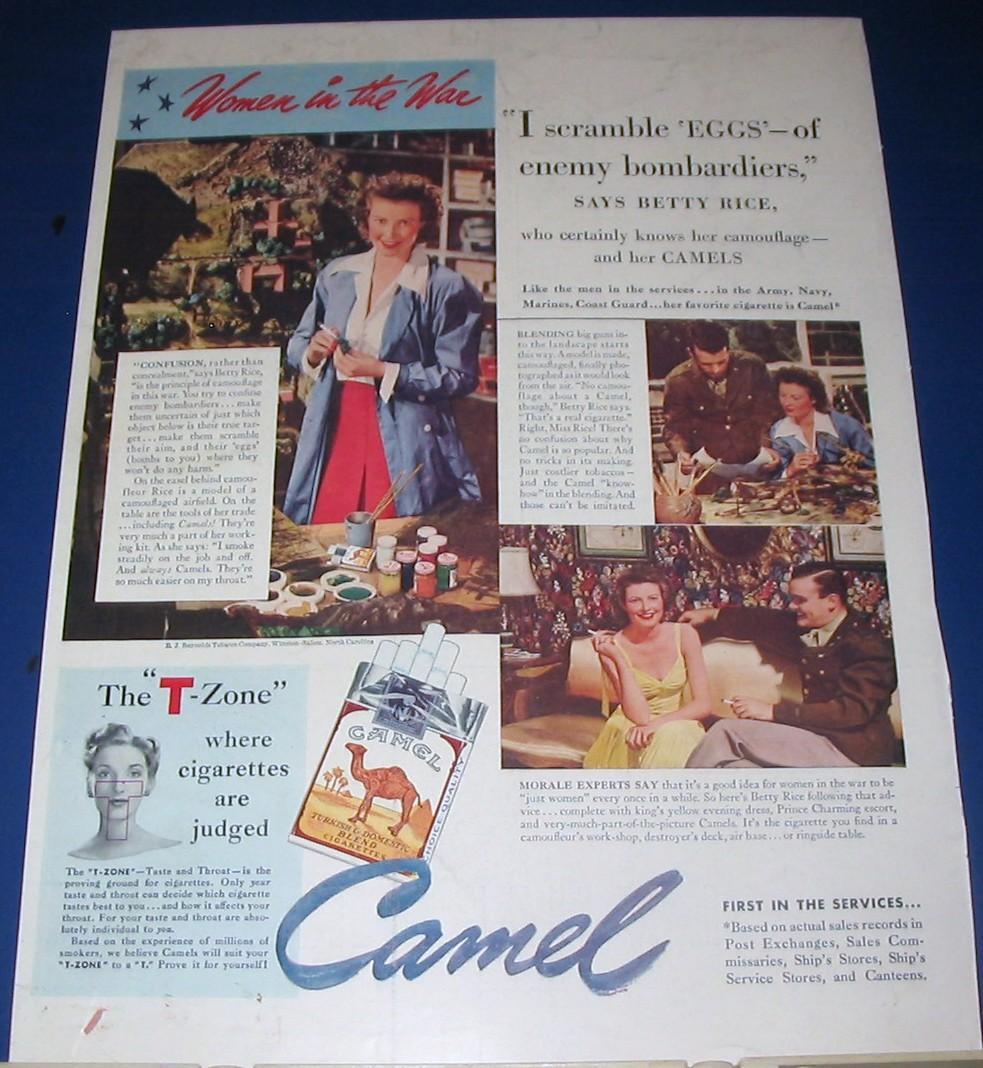 Women in the War
"I scramble 'EGGS'—of
enemy bombardiers,"
SAYS BETTY RICE,
who certainly knows her camouflage—
and her CAMELS
Like the men in the services...in the Army, Navy,
Marines, Coast Guard...her favorite cigarette is Camel*
"CONFUSION, rather than
concealment," says Betty Rice,
"is the principle of camouflage
in this war. You try to confuse
enemy bombardiers...make
them uncertain of just which
object below is their true tar-
get...make them scramble
their aim, and their 'eggs'
(bombs to you) where they
won't do any harm."
On the easel behind camou-
fleur Rice is a model of a
camouflaged airfield. On the
table are the tools of her trade
...including Camels! They're
very much a part of her work-
ing kit. As she says: "I smoke
steadily on the job and off.
And always Camels. They're
so much easier on my throat."
BLENDING big guns in-
to the landscape starts
this way. A model is made,
camouflaged, finally pho-
tographed as it would look
from the air. "No camou-
flage about a Camel,
though," Betty Rice says.
"That's a real cigarette."
Right, Miss Rice! There's
no confusion about why
Camel is so popular. And
no tricks in its making.
Just costlier tobaccos—
and the Camel "know-
how" in the blending. And
those can't be imitated.
R. J. Reynolds Tobacco Company, Winston-Salem, North Carolina
The "T-Zone"
where
cigarettes
are
judged
The "T-ZONE"—Taste and Throat—is the
proving ground for cigarettes. Only your
taste and throat can decide which cigarette
tastes best to you...and how it affects your
throat. For your taste and throat are abso-
lutely individual to you.
Based on the experience of millions of
smokers, we believe Camels will suit your
"T-ZONE" to a "T." Prove it for yourself!
CAMEL
TURKISH & DOMESTIC
BLEND
CIGARETTES
CHOICE QUALITY
MORALE EXPERTS SAY that it's a good idea for women in the war to be
"just women" every once in a while. So here's Betty Rice following that ad-
vice...complete with king's yellow evening dress, Prince Charming escort,
and very-much-part-of-the-picture Camels. It's the cigarette you find in a
camoufleur's work-shop, destroyer's deck, air base...or ringside table.
Camel
FIRST IN THE SERVICES...
*Based on actual sales records in
Post Exchanges, Sales Com-
missaries, Ship's Stores, Ship's
Service Stores, and Canteens.